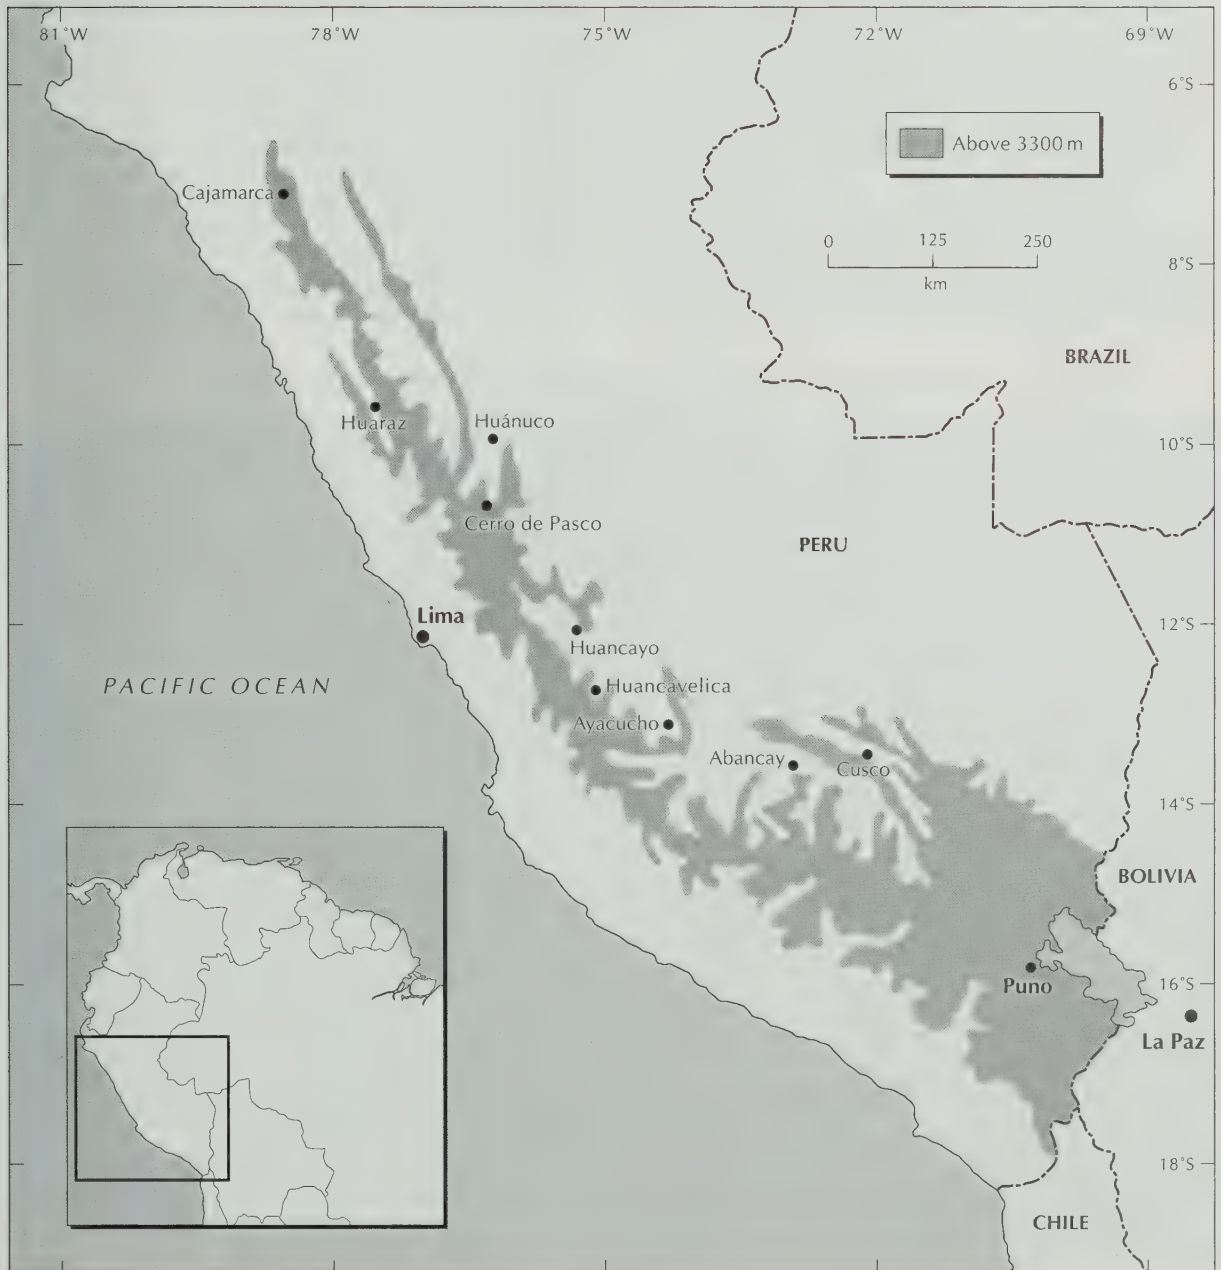 81°W
78°W
75°W
72°W
69°W
6°S
Above 3300 m
Cajamarca
0 125 250
km
8°S
BRAZIL
Huaraz
Huánuco
10°S
Cerro de Pasco
PERU
Lima
12°S
Huancayo
PACIFIC OCEAN
Huancavelica
Ayacucho
Abancay
Cusco
14°S
BOLIVIA
Puno
16°S
La Paz
18°S
CHILE